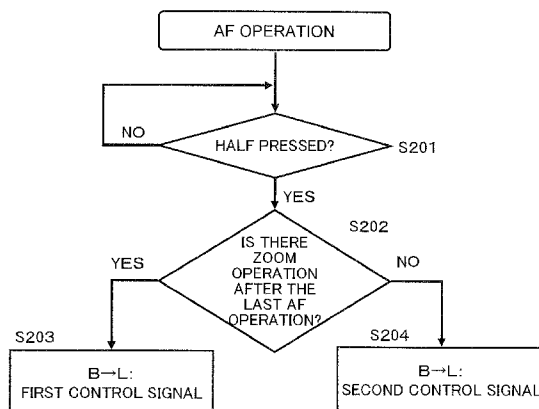 AF OPERATION
NO
HALF PRESSED?
S201
YES
S202
IS THERE
ZOOM
OPERATION
AFTER THE
LAST AF
OPERATION?
YES
NO
S203
S204
B→L:
FIRST CONTROL SIGNAL
B→L:
SECOND CONTROL SIGNAL